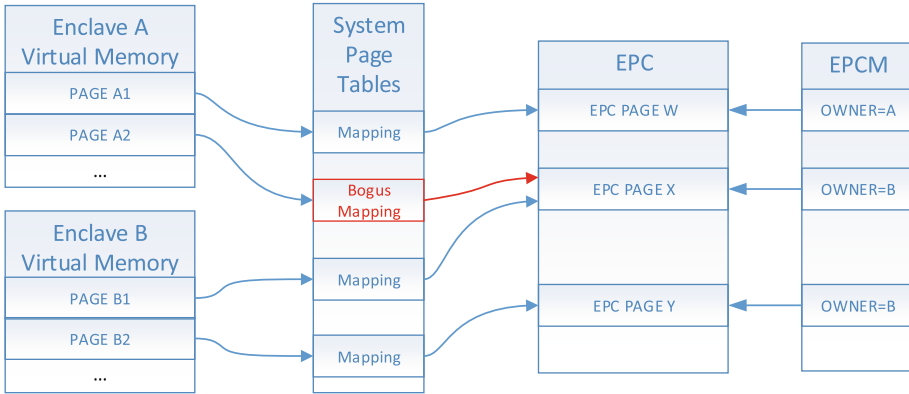 Enclave A
Virtual Memory
PAGE A1
PAGE A2
...
Enclave B
Virtual Memory
PAGE B1
PAGE B2
...
System
Page
Tables
Mapping
Bogus
Mapping
Mapping
Mapping
EPC
EPC PAGE W
EPC PAGE X
EPC PAGE Y
EPCM
OWNER=A
OWNER=B
OWNER=B